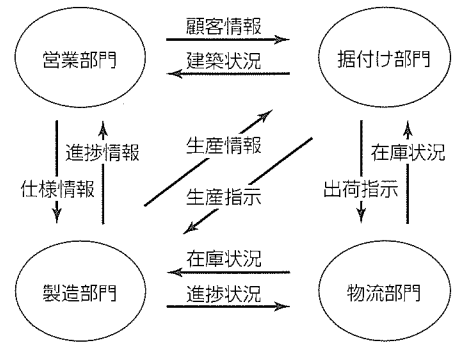 顧客情報
営業部門
建築状況
据付け部門
生産情報
進捗情報
在庫状況
仕様情報
生産指示
出荷指示
在庫状況
製造部門
進捗状況
物流部門